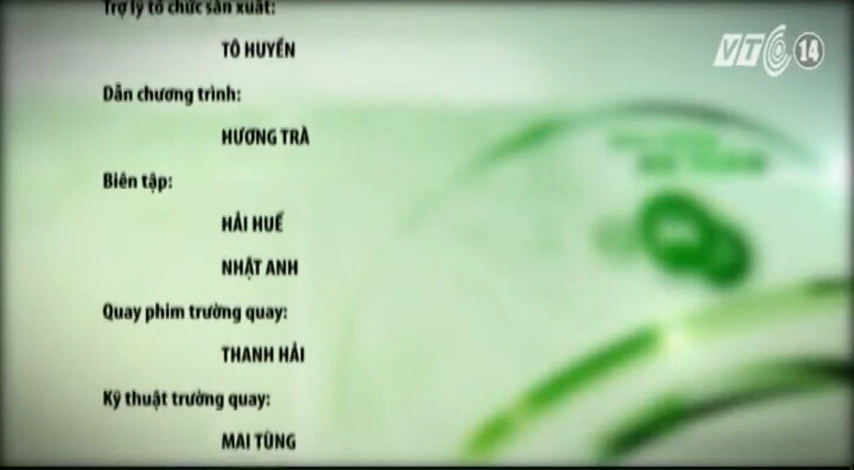 Trợ lý tổ chức sản xuất:
TÔ HUYỀN
Dẫn chương trình:
HƯƠNG TRÀ
Biên tập:
HẢI HUẾ
NHẬT ANH
Quay phim trường quay:
THANH HẢI
Kỹ thuật trường quay:
MAI TÙNG
VTC 14